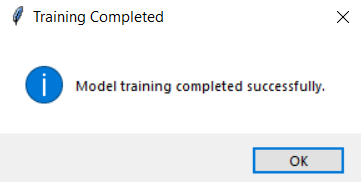 Training Completed
Model training completed successfully.
OK